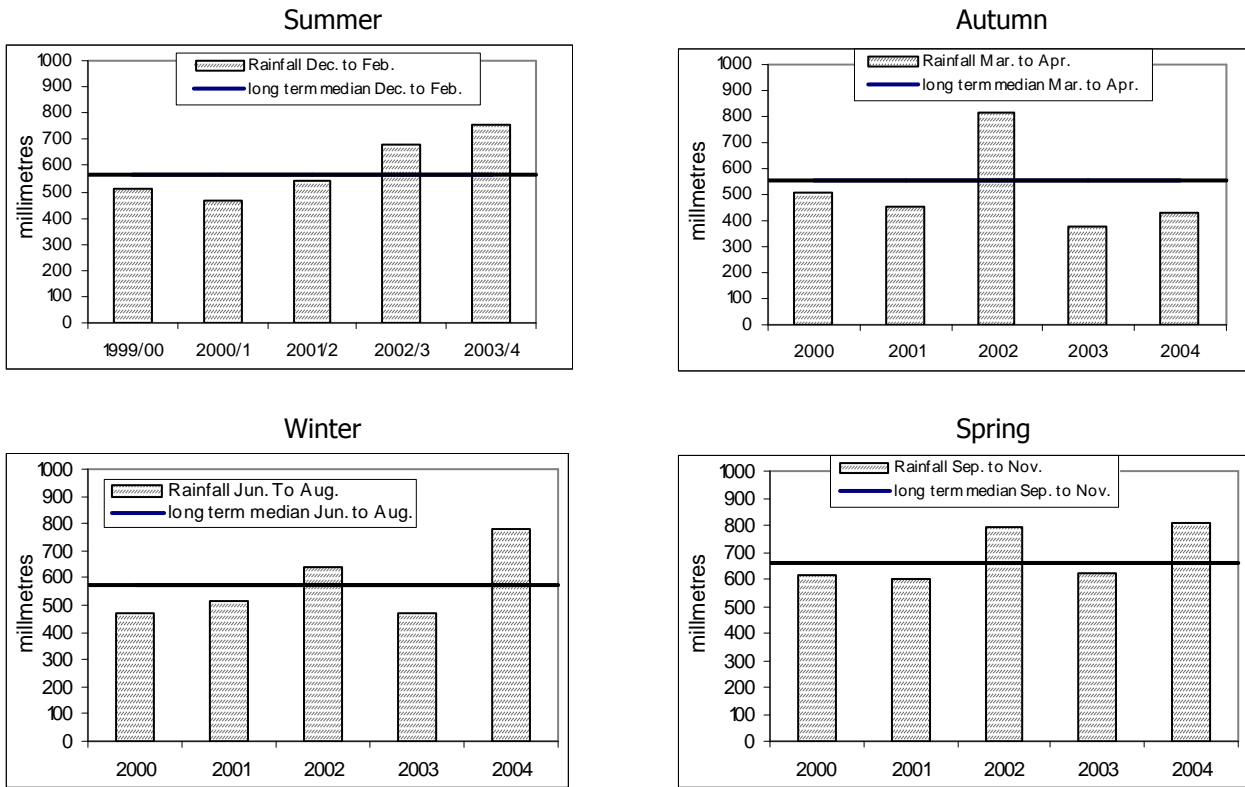 Summer
1000
900
800
700
600
500
400
300
200
100
0
millimetres
Rainfall Dec. to Feb.
long term median Dec. to Feb.
1999/00 2000/1 2001/2 2002/3 2003/4
Autumn
1000
900
800
700
600
500
400
300
200
100
0
millmetres
Rainfall Mar. to Apr.
long term median Mar. to Apr.
2000 2001 2002 2003 2004
Winter
1000
900
800
700
600
500
400
300
200
100
0
millmetres
Rainfall Jun. To Aug.
long term median Jun. to Aug.
2000 2001 2002 2003 2004
Spring
1000
900
800
700
600
500
400
300
200
100
0
millmetres
Rainfall Sep. to Nov.
long term median Sep. to Nov.
2000 2001 2002 2003 2004